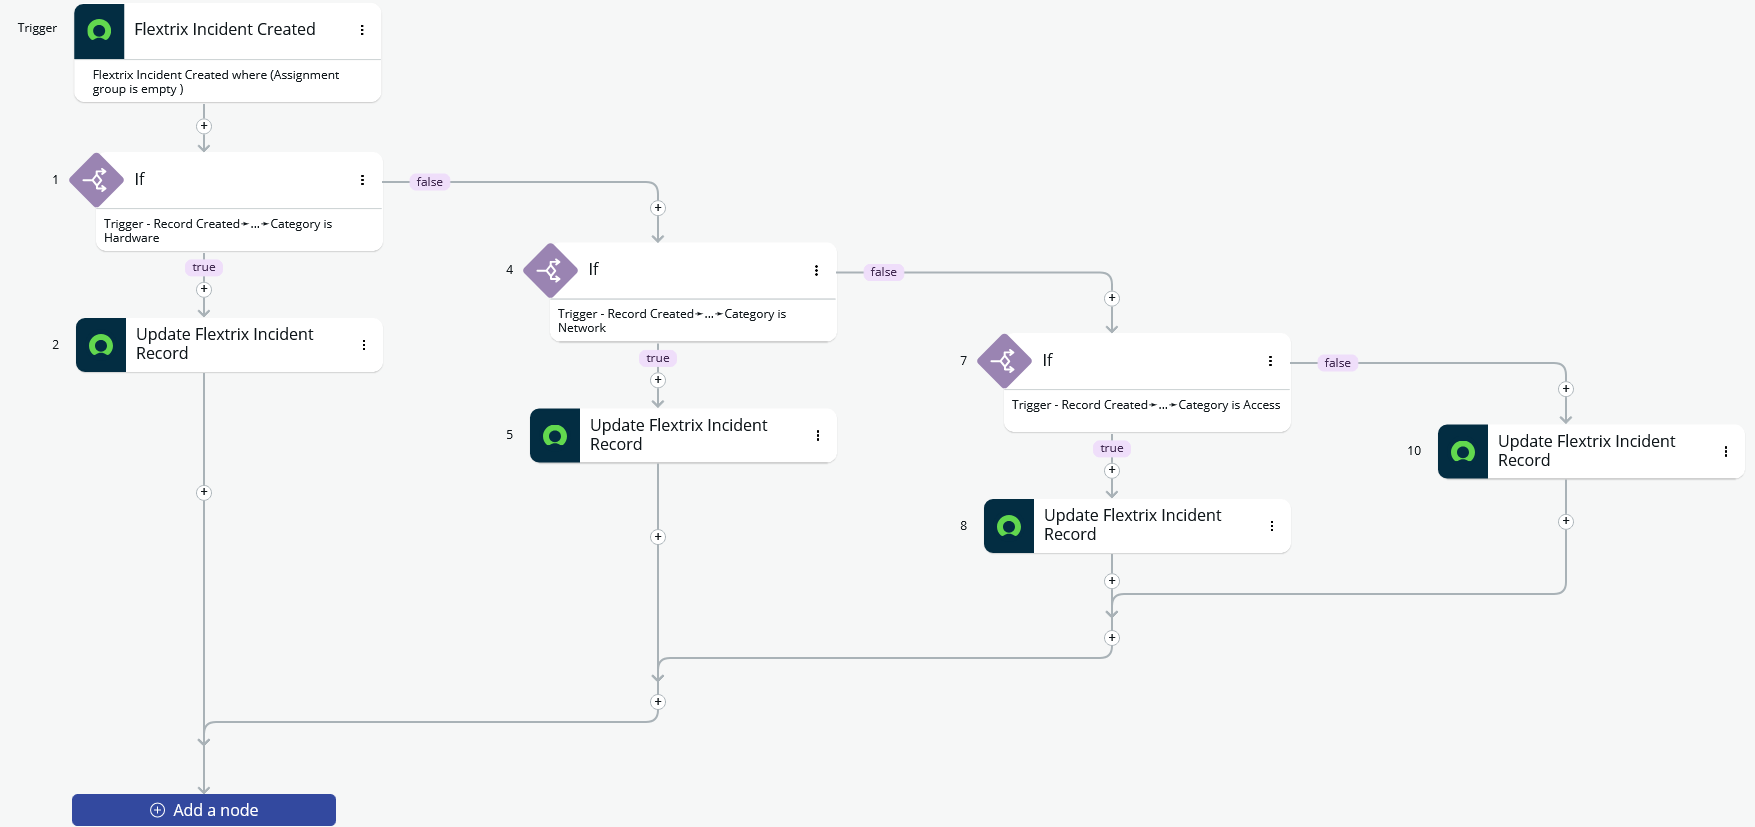 Trigger
Flextrix Incident Created
Flextrix Incident Created where (Assignment
group is empty )
1
If
false
Trigger - Record Created➛...➛Category is
Hardware
true
2
Update Flextrix Incident
Record
4
If
false
Trigger - Record Created➛...➛Category is
Network
true
5
Update Flextrix Incident
Record
7
If
false
Trigger - Record Created➛...➛Category is Access
true
8
Update Flextrix Incident
Record
10
Update Flextrix Incident
Record
Add a node